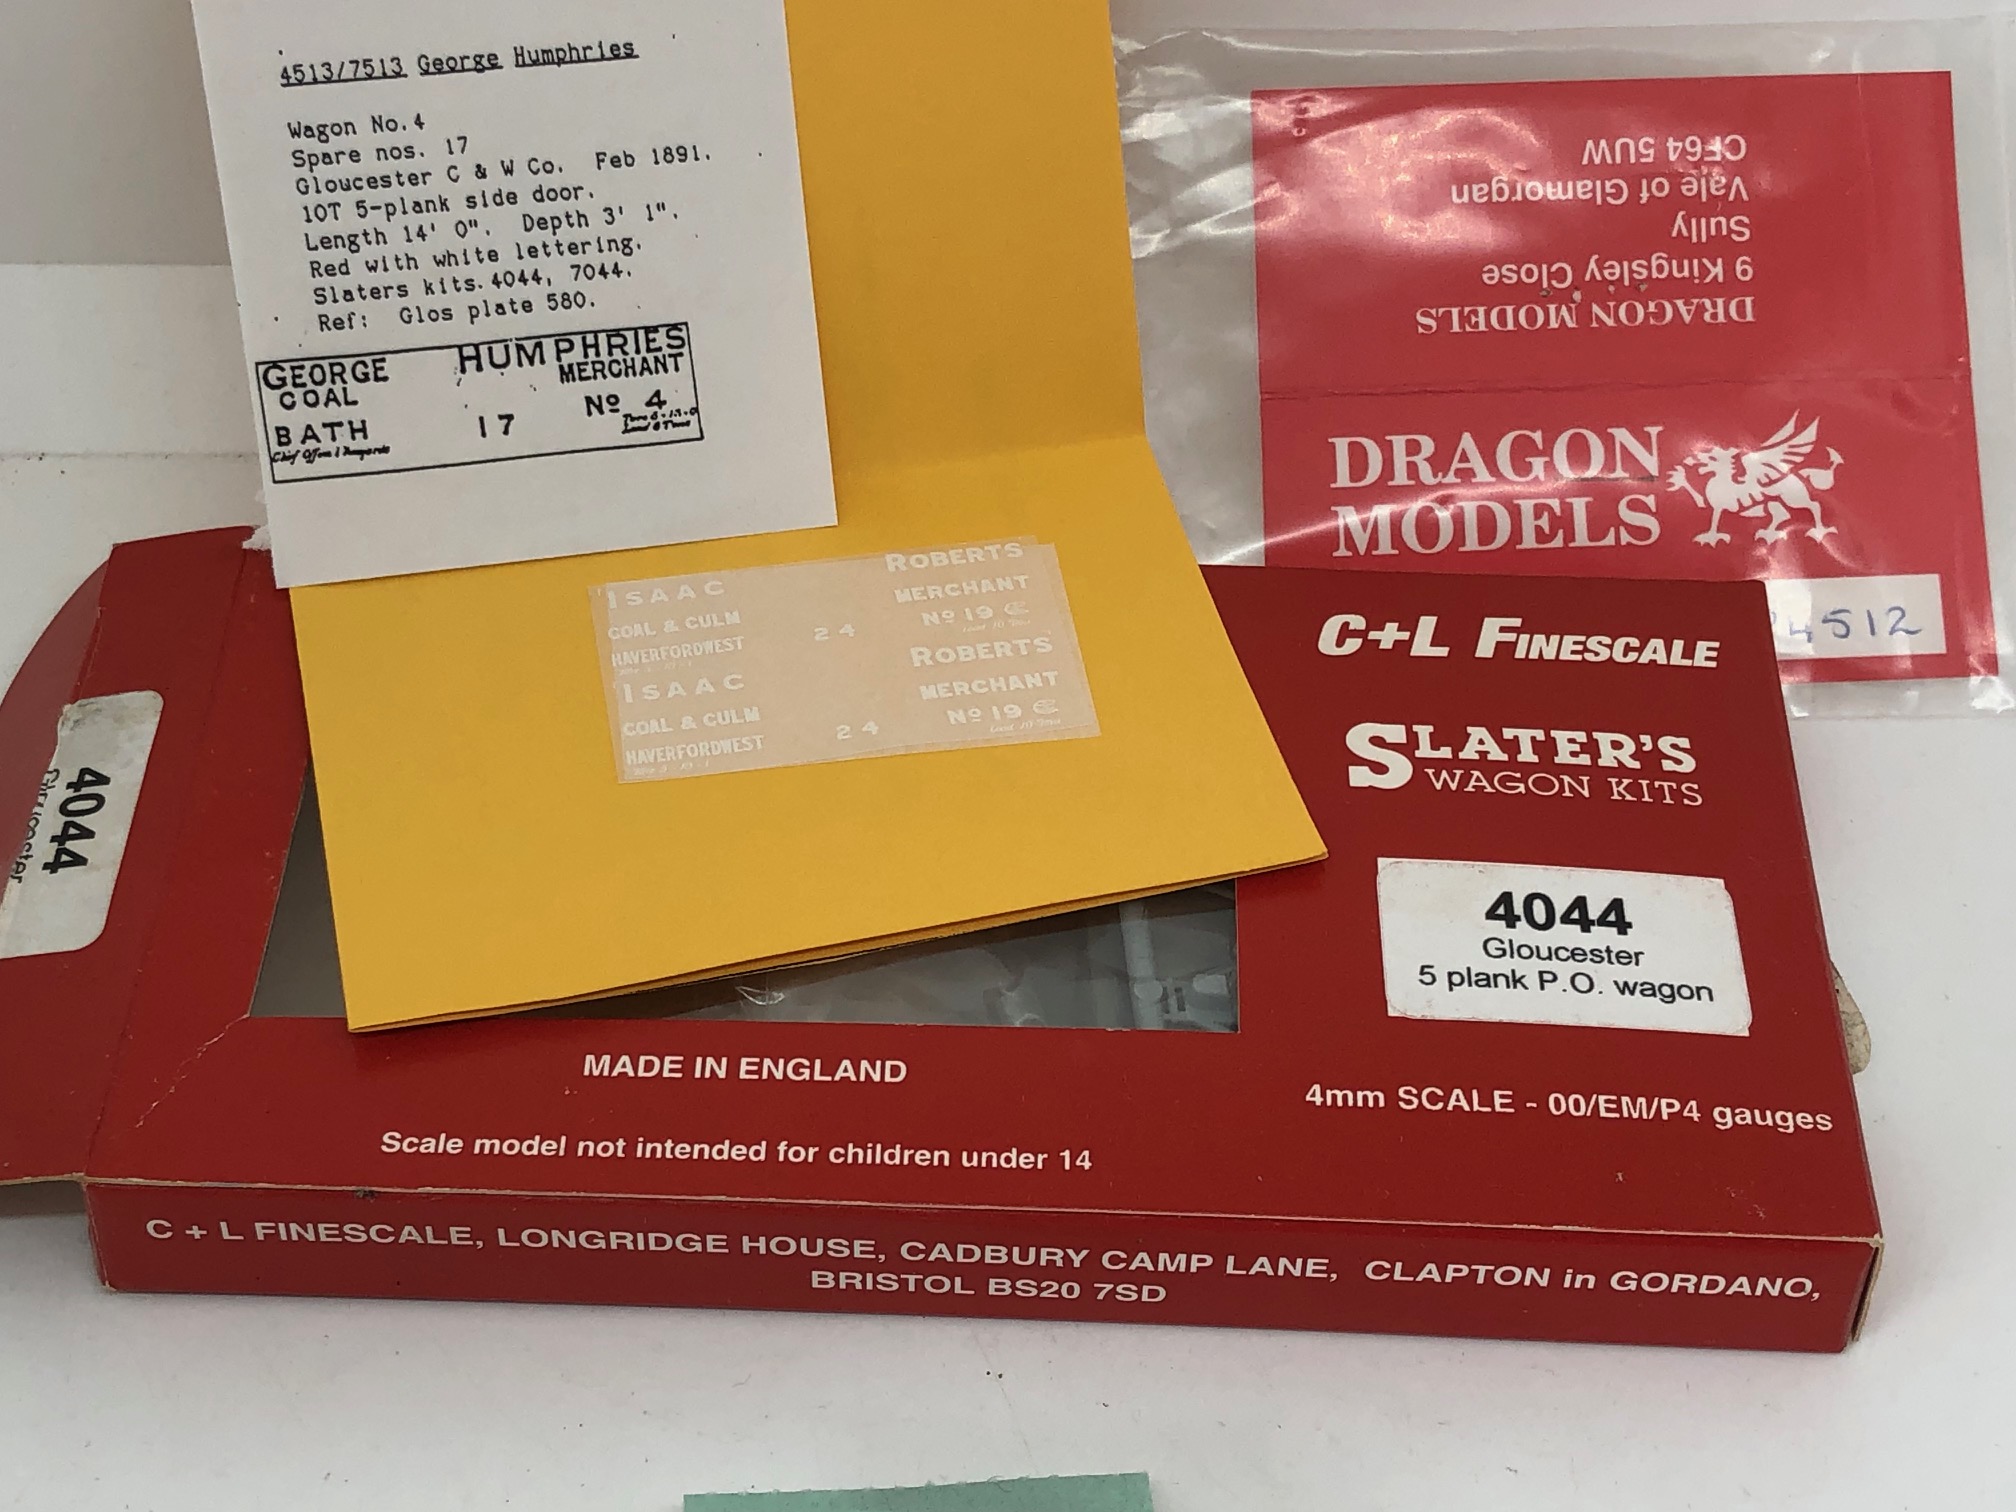 4513/7513 George Humphries
Wagon No.4
Spare nos. 17
Gloucester C & W Co. Feb 1891.
10T 5-plank side door.
Length 14' 0". Depth 3' 1".
Red with white lettering.
Slaters kits. 4044, 7044.
Ref: Glos plate 580.
GEORGE HUMPHRIES
COAL MERCHANT
BATH 17 Nº 4
DRAGON MODELS
9 Kingsley Close
Sully
Vale of Glamorgan
CF64 5UW
DRAGON
MODELS
4512
ISAAC ROBERTS
COAL & CULM MERCHANT
HAVERFORDWEST 24 Nº 19
ISAAC ROBERTS
COAL & CULM MERCHANT
HAVERFORDWEST 24 Nº 19
C+L FINESCALE
SLATER'S
WAGON KITS
4044
Gloucester
5 plank P.O. wagon
4044
Gloucester
MADE IN ENGLAND
4mm SCALE - 00/EM/P4 gauges
Scale model not intended for children under 14
C + L FINESCALE, LONGRIDGE HOUSE, CADBURY CAMP LANE, CLAPTON in GORDANO,
BRISTOL BS20 7SD